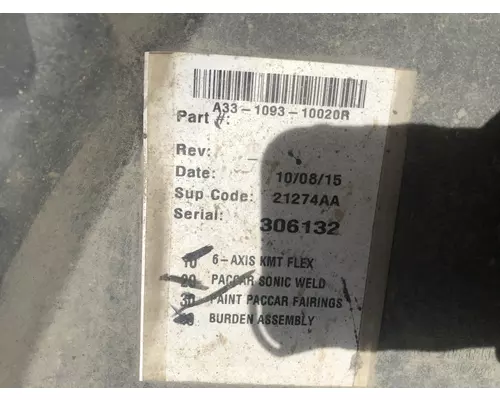 A33-1093-10020R
Part #:
Rev: -
Date: 10/08/15
Sup Code: 21274AA
Serial: 306132
10 6-AXIS KMT FLEX
20 PACCAR SONIC WELD
30 PAINT PACCAR FAIRINGS
BURDEN ASSEMBLY